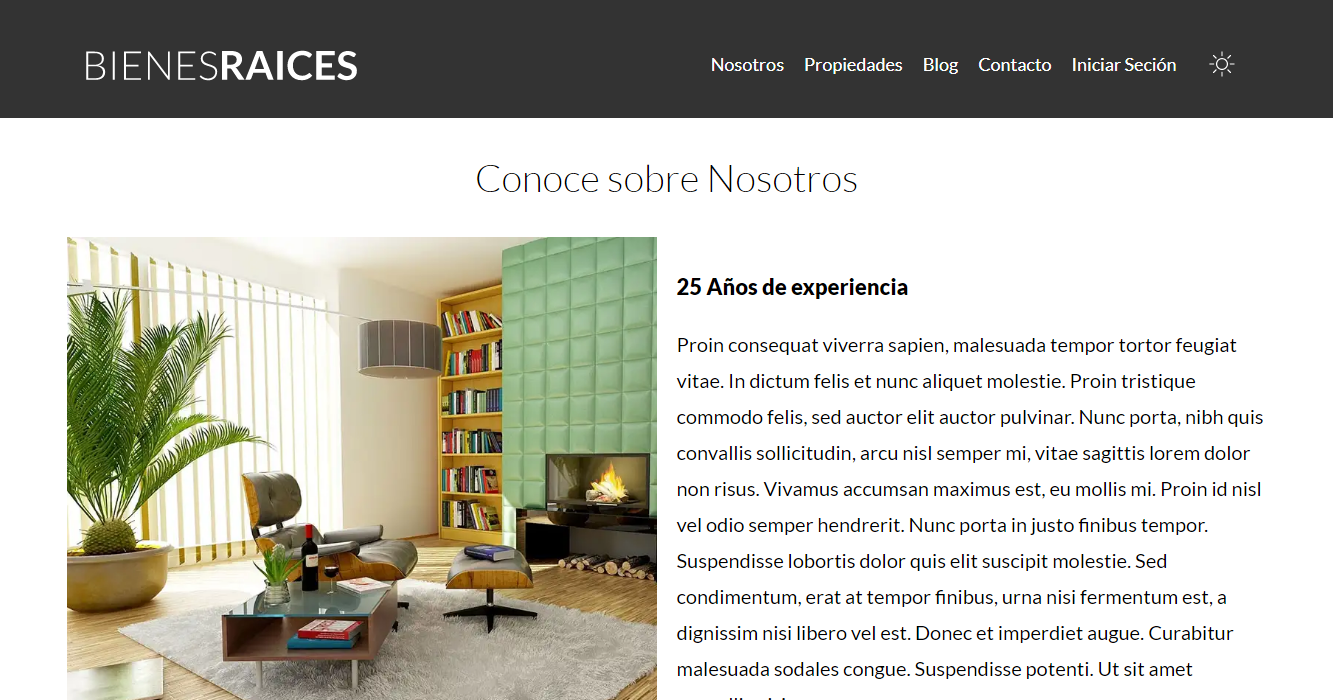 BIENESRAICES
Nosotros Propiedades Blog Contacto Iniciar Seción
Conoce sobre Nosotros
25 Años de experiencia
Proin consequat viverra sapien, malesuada tempor tortor feugiat
vitae. In dictum felis et nunc aliquet molestie. Proin tristique
commodo felis, sed auctor elit auctor pulvinar. Nunc porta, nibh quis
convallis sollicitudin, arcu nisl semper mi, vitae sagittis lorem dolor
non risus. Vivamus accumsan maximus est, eu mollis mi. Proin id nisl
vel odio semper hendrerit. Nunc porta in justo finibus tempor.
Suspendisse lobortis dolor quis elit suscipit molestie. Sed
condimentum, erat at tempor finibus, urna nisi fermentum est, a
dignissim nisi libero vel est. Donec et imperdiet augue. Curabitur
malesuada sodales congue. Suspendisse potenti. Ut sit amet